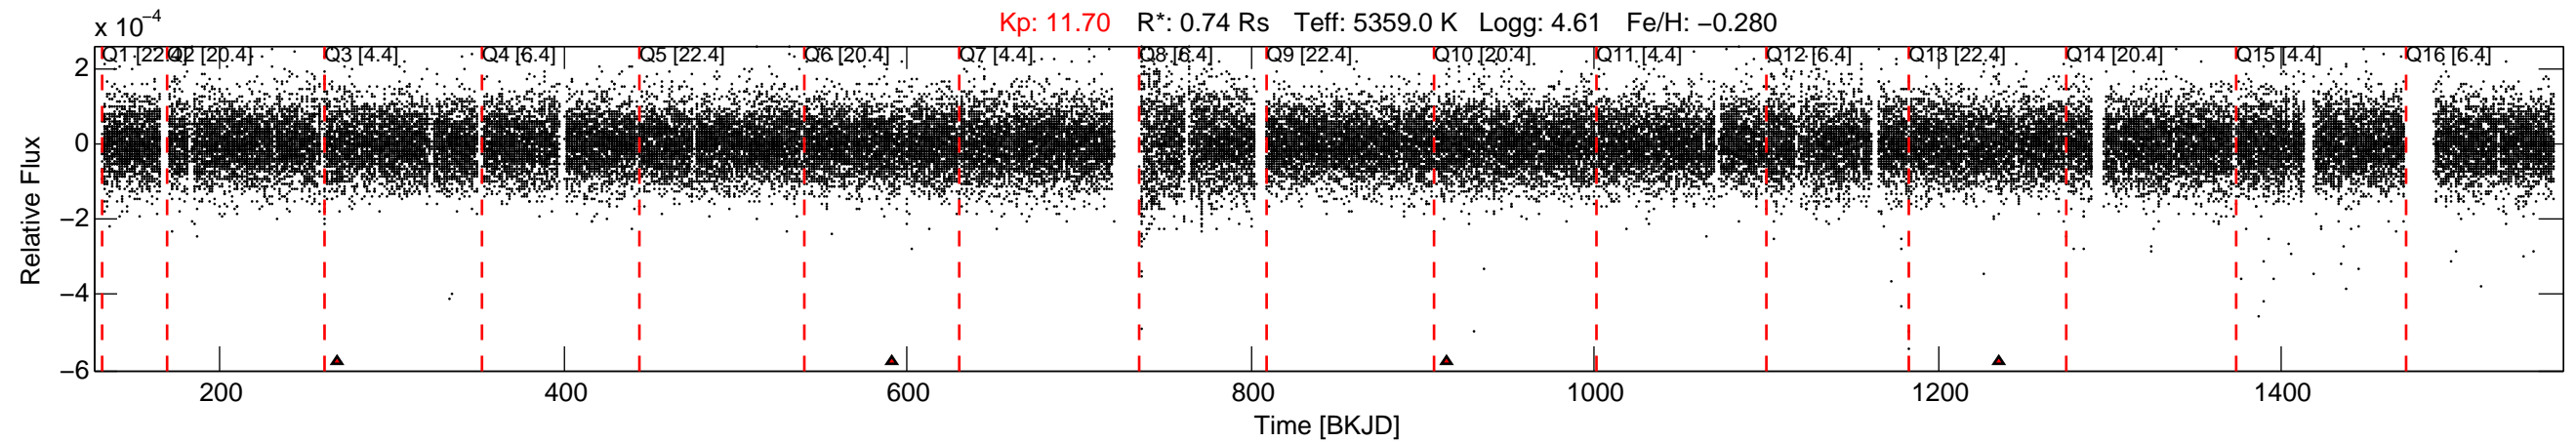 Kp: 11.70 R*: 0.74 Rs Teff: 5359.0 K Logg: 4.61 Fe/H: −0.280
x 10−4
Q1 [22.4] Q2 [20.4] Q3 [4.4] Q4 [6.4] Q5 [22.4] Q6 [20.4] Q7 [4.4] Q8 [6.4] Q9 [22.4] Q10 [20.4] Q11 [4.4] Q12 [6.4] Q13 [22.4] Q14 [20.4] Q15 [4.4] Q16 [6.4]
2
0
−2
−4
−6
Relative Flux
200 400 600 800 1000 1200 1400
Time [BKJD]